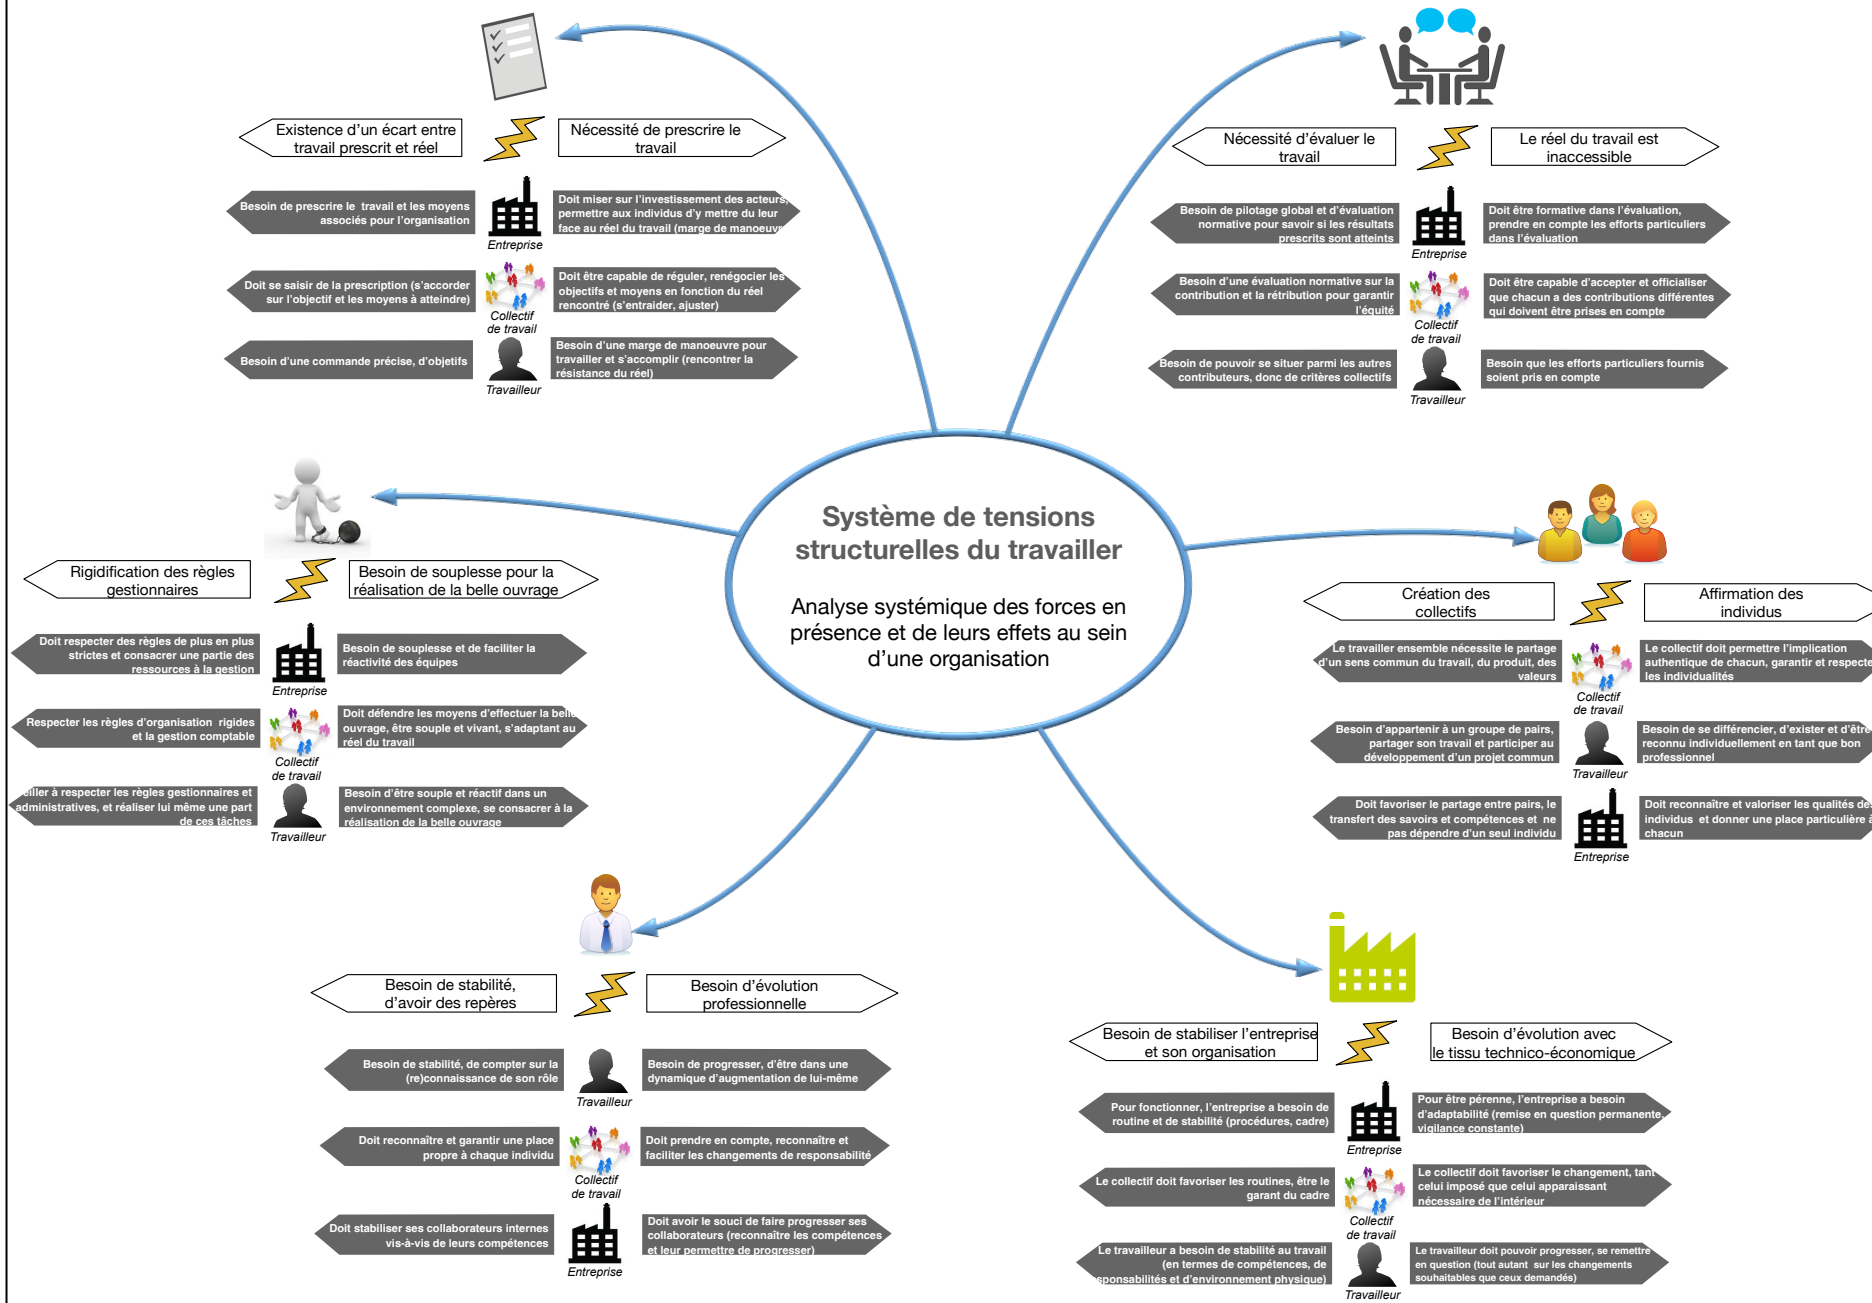 Existence d'un écart entre
travail prescrit et réel
Nécessité de prescrire le
travail
Besoin de prescrire le  travail et les moyens
associés pour l'organisation
Entreprise
Doit miser sur l'investissement des acteurs,
permettre aux individus d'y mettre du leur
face au réel du travail (marge de manoeuvr
Doit se saisir de la prescription (s'accorder
sur l'objectif et les moyens à atteindre)
Collectif
de travail
Doit être capable de réguler, renégocier les
objectifs et moyens en fonction du réel
rencontré (s'entraider, ajuster)
Besoin d'une commande précise, d'objetifs
Travailleur
Besoin d'une marge de manoeuvre pour
travailler et s'accomplir (rencontrer la
résistance du réel)
Nécessité d'évaluer le
travail
Le réel du travail est
inaccessible
Besoin de pilotage global et d'évaluation
normative pour savoir si les résultats
prescrits sont atteints
Entreprise
Doit être formative dans l'évaluation,
prendre en compte les efforts particuliers
dans l'évaluation
Besoin d'une évaluation normative sur la
contribution et la rétribution pour garantir
l'équité
Collectif
de travail
Doit être capable d'accepter et officialiser
que chacun a des contributions différentes
qui doivent être prises en compte
Besoin de pouvoir se situer parmi les autres
contributeurs, donc de critères collectifs
Travailleur
Besoin que les efforts particuliers fournis
soient pris en compte
Système de tensions
structurelles du travailler
Analyse systémique des forces en
présence et de leurs effets au sein
d'une organisation
Rigidification des règles
gestionnaires
Besoin de souplesse pour la
réalisation de la belle ouvrage
Doit respecter des règles de plus en plus
strictes et consacrer une partie des
ressources à la gestion
Entreprise
Besoin de souplesse et de faciliter la
réactivité des équipes
Respecter les règles d'organisation  rigides
et la gestion comptable
Collectif
de travail
Doit défendre les moyens d'effectuer la belle
ouvrage, être souple et vivant, s'adaptant au
réel du travail
eiller à respecter les règles gestionnaires et
administratives, et réaliser lui même une part
de ces tâches
Travailleur
Besoin d'être souple et réactif dans un
environnement complexe, se consacrer à la
réalisation de la belle ouvrage
Création des
collectifs
Affirmation des
individus
Le travailler ensemble nécessite le partage
d'un sens commun du travail, du produit, des
valeurs
Collectif
de travail
Le collectif doit permettre l'implication
authentique de chacun, garantir et respecte
les individualités
Besoin d'appartenir à un groupe de pairs,
partager son travail et participer au
développement d'un projet commun
Travailleur
Besoin de se différencier, d'exister et d'être
reconnu individuellement en tant que bon
professionnel
Doit favoriser le partage entre pairs, le
transfert des savoirs et compétences et  ne
pas dépendre d'un seul individu
Entreprise
Doit reconnaître et valoriser les qualités de
individus  et donner une place particulière à
chacun
Besoin de stabilité,
d'avoir des repères
Besoin d'évolution
professionnelle
Besoin de stabilité, de compter sur la
(re)connaissance de son rôle
Travailleur
Besoin de progresser, d'être dans une
dynamique d'augmentation de lui-même
Doit reconnaître et garantir une place
propre à chaque individu
Collectif
de travail
Doit prendre en compte, reconnaître et
faciliter les changements de responsabilité
Doit stabiliser ses collaborateurs internes
vis-à-vis de leurs compétences
Entreprise
Doit avoir le souci de faire progresser ses
collaborateurs (reconnaître les compétences
et leur permettre de progresser)
Besoin de stabiliser l'entreprise
et son organisation
Besoin d'évolution avec
le tissu technico-économique
Pour fonctionner, l'entreprise a besoin de
routine et de stabilité (procédures, cadre)
Entreprise
Pour être pérenne, l'entreprise a besoin
d'adaptabilité (remise en question permanente,
vigilance constante)
Le collectif doit favoriser les routines, être le
garant du cadre
Collectif
de travail
Le collectif doit favoriser le changement, tant
celui imposé que celui apparaissant
nécessaire de l'intérieur
Le travailleur a besoin de stabilité au travail
(en termes de compétences, de
sponsabilités et d'environnement physique)
Travailleur
Le travailleur doit pouvoir progresser, se remettre
en question (tout autant  sur les changements
souhaitables que ceux demandés)